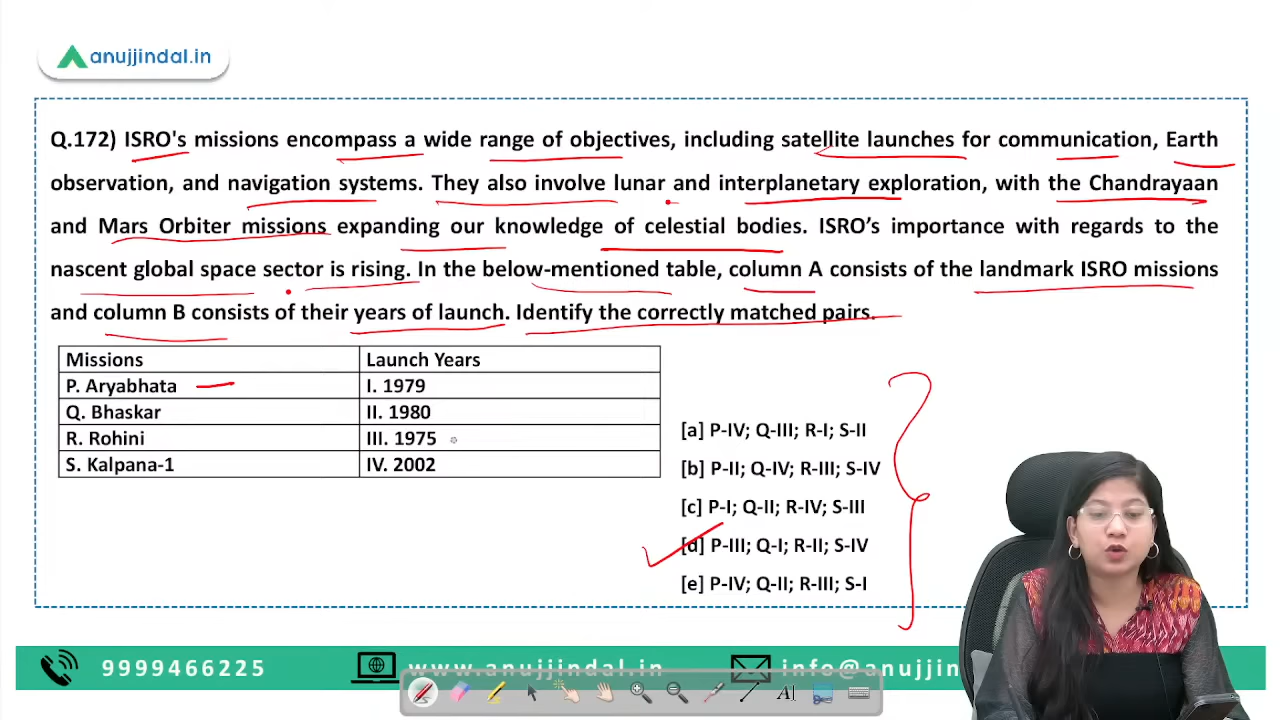 anujjindal.in
Q.172) ISRO's missions encompass a wide range of objectives, including satellite launches for communication, Earth
observation, and navigation systems. They also involve lunar and interplanetary exploration, with the Chandrayaan
and Mars Orbiter missions expanding our knowledge of celestial bodies. ISRO’s importance with regards to the
nascent global space sector is rising. In the below-mentioned table, column A consists of the landmark ISRO missions
and column B consists of their years of launch. Identify the correctly matched pairs.
Missions Launch Years
P. Aryabhata I. 1979
Q. Bhaskar II. 1980
R. Rohini III. 1975
S. Kalpana-1 IV. 2002
[a] P-IV; Q-III; R-I; S-II
[b] P-II; Q-IV; R-III; S-IV
[c] P-I; Q-II; R-IV; S-III
[d] P-III; Q-I; R-II; S-IV
[e] P-IV; Q-II; R-III; S-I
9999466225 www.anujjindal.in info@anujjin